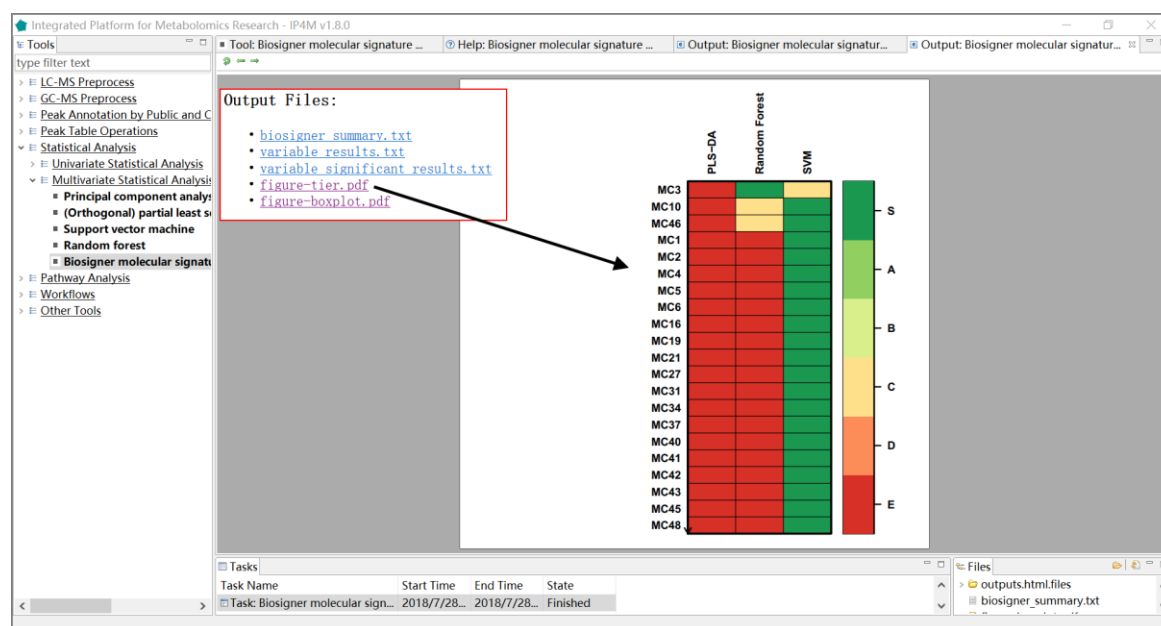 Integrated Platform for Metabolomics Research - IP4M v1.8.0
Tools
type filter text
LC-MS Preprocess
GC-MS Preprocess
Peak Annotation by Public and C
Peak Table Operations
Statistical Analysis
Univariate Statistical Analysis
Multivariate Statistical Analysis
Principal component analys
(Orthogonal) partial least s
Support vector machine
Random forest
Biosigner molecular signatu
Pathway Analysis
Workflows
Other Tools
Tool: Biosigner molecular signature ...
Help: Biosigner molecular signature ...
Output: Biosigner molecular signatur...
Output: Biosigner molecular signatur...
Output Files:
biosigner_summary.txt
variable_results.txt
variable_significant_results.txt
figure-tier.pdf
figure-boxplot.pdf
PLS-DA
Random Forest
SVM
MC3
MC10
MC46
MC1
MC2
MC4
MC5
MC6
MC16
MC19
MC21
MC27
MC31
MC34
MC37
MC40
MC41
MC42
MC43
MC45
MC48
S
A
B
C
D
E
Tasks
Task Name Start Time End Time State
Task: Biosigner molecular sign... 2018/7/28... 2018/7/28... Finished
Files
outputs.html.files
biosigner_summary.txt